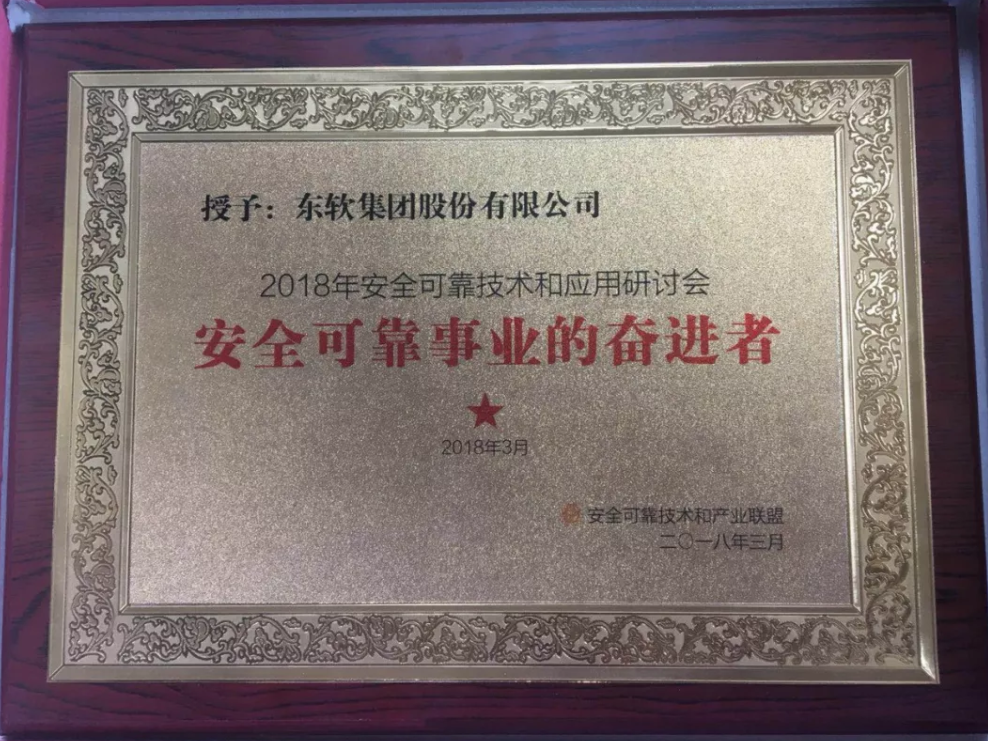 授予：东软集团股份有限公司
2018年安全可靠技术和应用研讨会
安全可靠事业的奋进者
2018年3月
安全可靠技术和产业联盟
二〇一八年三月